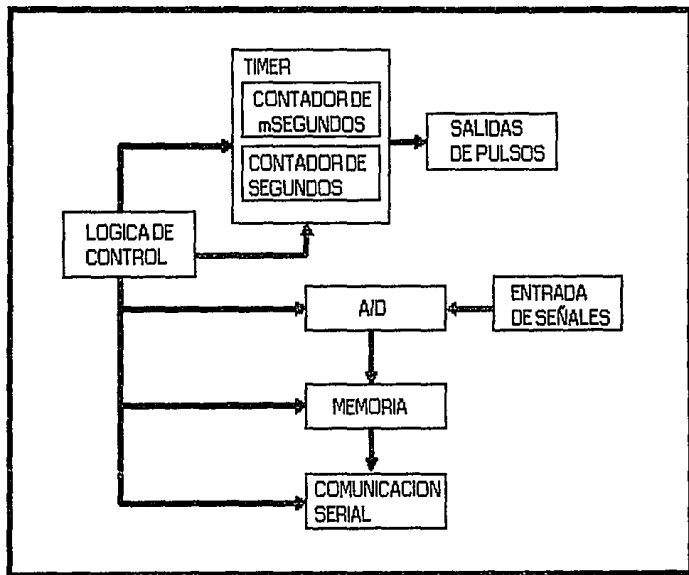 TIMER
CONTADOR DE
mSEGUNDOS
CONTADOR DE
SEGUNDOS
SALIDAS
DE PULSOS
LOGICA DE
CONTROL
A/D
ENTRADA
DE SEÑALES
MEMORIA
COMUNICACION
SERIAL